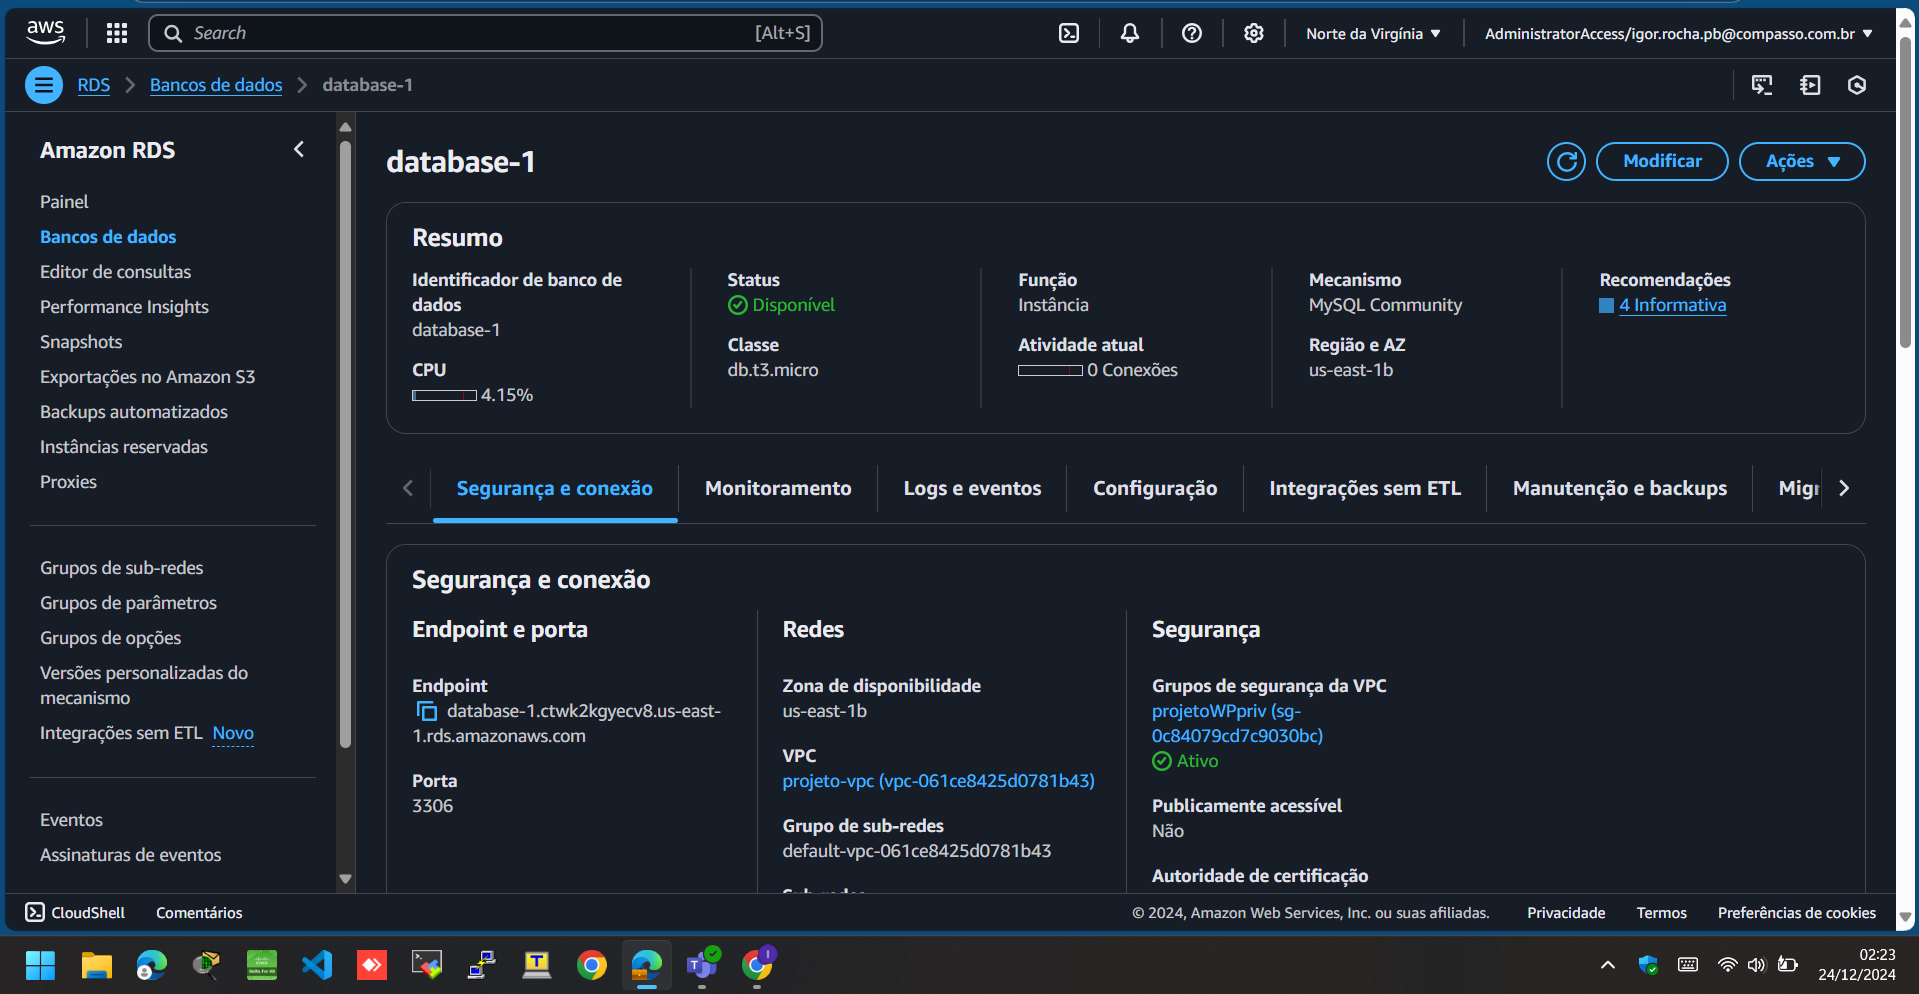 aws
Search
[Alt+S]
Norte da Virgínia
AdministratorAccess/igor.rocha.pb@compasso.com.br
RDS
Bancos de dados
database-1
Amazon RDS
Painel
Bancos de dados
Editor de consultas
Performance Insights
Snapshots
Exportações no Amazon S3
Backups automatizados
Instâncias reservadas
Proxies
Grupos de sub-redes
Grupos de parâmetros
Grupos de opções
Versões personalizadas do
mecanismo
Integrações sem ETL Novo
Eventos
Assinaturas de eventos
database-1
Modificar
Ações
Resumo
Identificador de banco de
dados
database-1
CPU
4.15%
Status
Disponível
Classe
db.t3.micro
Função
Instância
Atividade atual
0 Conexões
Mecanismo
MySQL Community
Região e AZ
us-east-1b
Recomendações
4 Informativa
Segurança e conexão
Monitoramento
Logs e eventos
Configuração
Integrações sem ETL
Manutenção e backups
Migr
Segurança e conexão
Endpoint e porta
Endpoint
database-1.ctwk2kgyecv8.us-east-
1.rds.amazonaws.com
Porta
3306
Redes
Zona de disponibilidade
us-east-1b
VPC
projeto-vpc (vpc-061ce8425d0781b43)
Grupo de sub-redes
default-vpc-061ce8425d0781b43
Segurança
Grupos de segurança da VPC
projetoWPpriv (sg-
0c84079cd7c9030bc)
Ativo
Publicamente acessível
Não
Autoridade de certificação
CloudShell
Comentários
© 2024, Amazon Web Services, Inc. ou suas afiliadas.
Privacidade
Termos
Preferências de cookies
02:23
24/12/2024